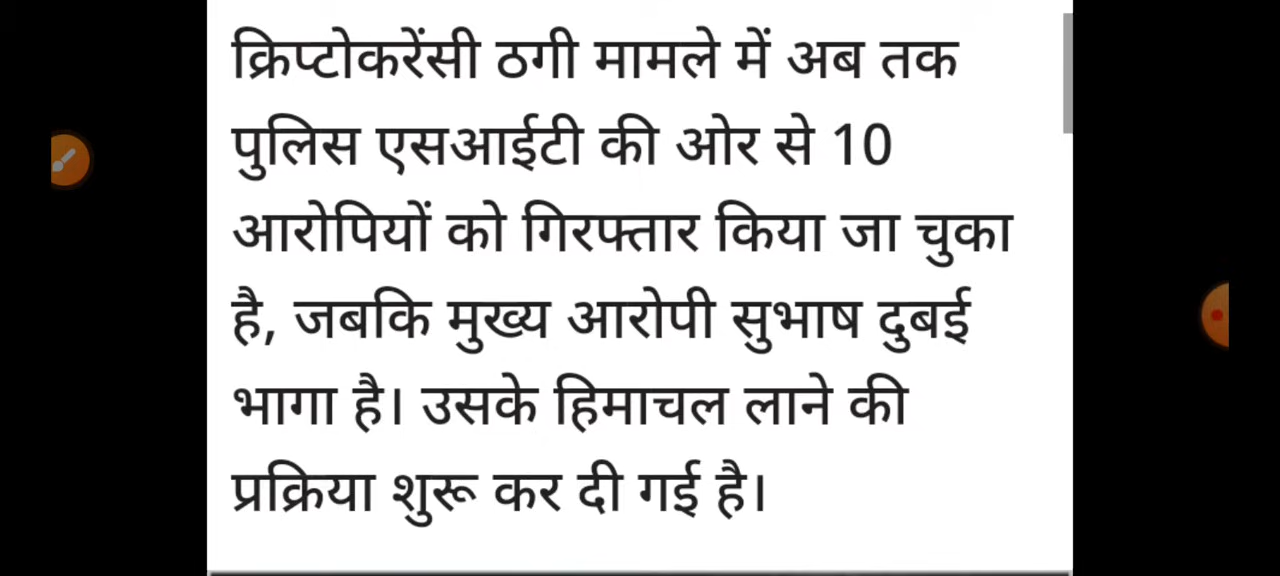 क्रिप्टोकरेंसी ठगी मामले में अब तक
पुलिस एसआईटी की ओर से 10
आरोपियों को गिरफ्तार किया जा चुका
है, जबकि मुख्य आरोपी सुभाष दुबई
भागा है। उसके हिमाचल लाने की
प्रक्रिया शुरू कर दी गई है।